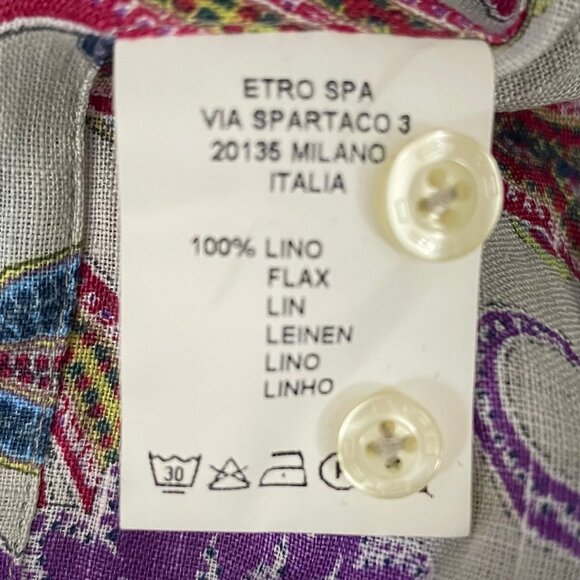 ETRO SPA
VIA SPARTACO 3
20135 MILANO
ITALIA
100% LINO
FLAX
LIN
LEINEN
LINO
LINHO
30